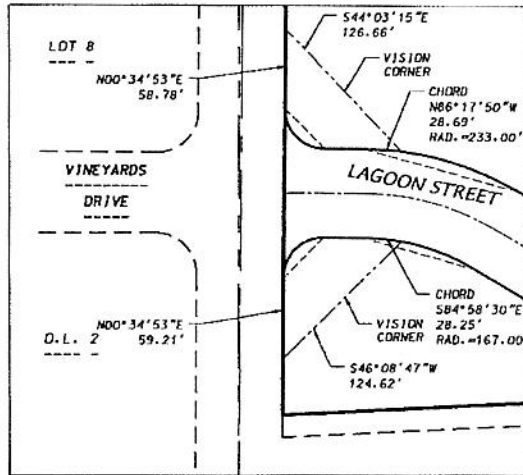 S44°03'15"E
126.66'
LOT 8
VISION
CORNER
N00°34'53"E
58.78'
CHORD
N86°17'50"W
28.69'
RAD.=233.00'
VINEYARDS
DRIVE
LAGOON STREET
N00°34'53"E
59.21'
O.L. 2
CHORD
S84°58'30"E
28.25'
RAD.=167.00'
VISION
CORNER
S46°08'47"W
124.62'